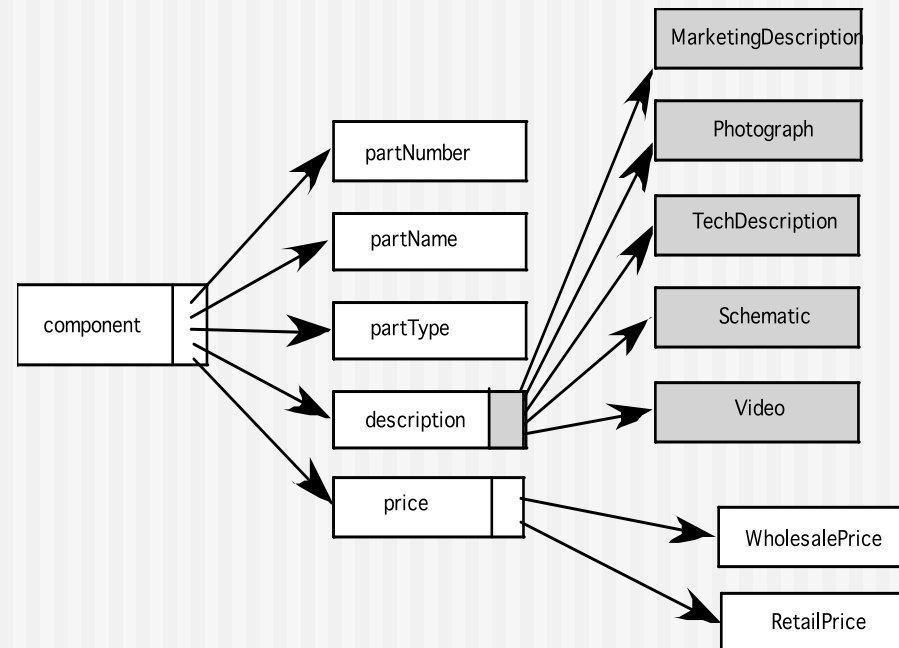 MarketingDescription
Photograph
partNumber
TechDescription
partName
component
partType
Schematic
description
Video
price
WholesalePrice
RetailPrice